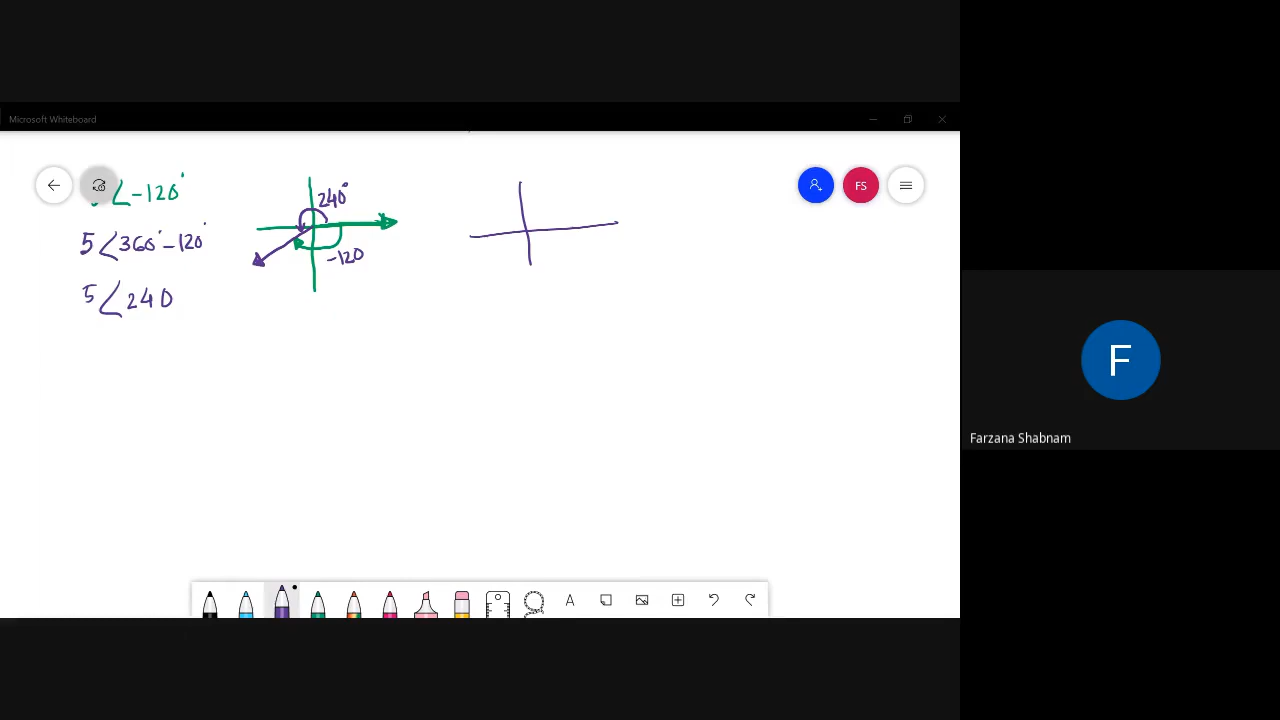 Microsoft Whiteboard
∠-120°
240°
FS
5∠360°-120°
-120
5∠240
F
Farzana Shabnam
A